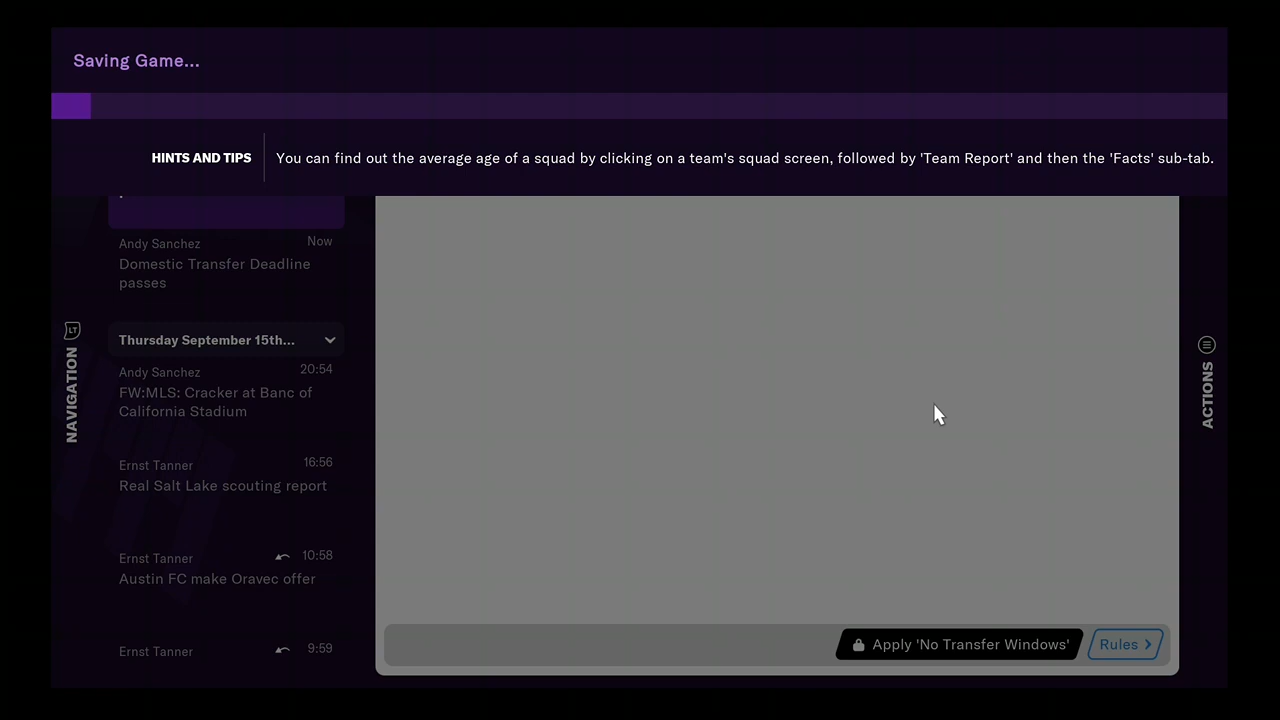 Saving Game...
HINTS AND TIPS
You can find out the average age of a squad by clicking on a team's squad screen, followed by 'Team Report' and then the 'Facts' sub-tab.
Andy Sanchez Now
Domestic Transfer Deadline
passes
Thursday September 15th...
Andy Sanchez 20:54
FW:MLS: Cracker at Banc of
California Stadium
Ernst Tanner 16:56
Real Salt Lake scouting report
Ernst Tanner 10:58
Austin FC make Oravec offer
Ernst Tanner 9:59
LT
NAVIGATION
ACTIONS
Apply 'No Transfer Windows'
Rules